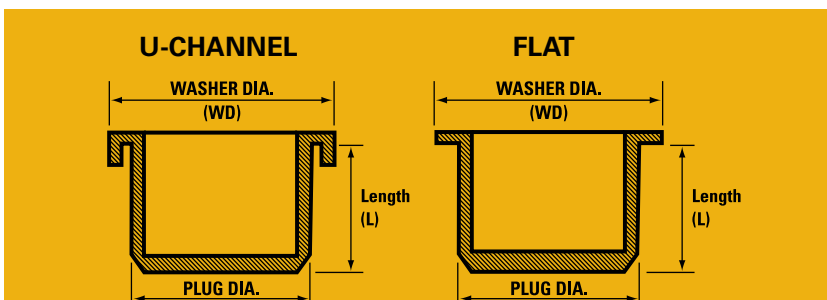 U-CHANNEL
WASHER DIA.
(WD)
Length
(L)
PLUG DIA.
FLAT
WASHER DIA.
(WD)
Length
(L)
PLUG DIA.